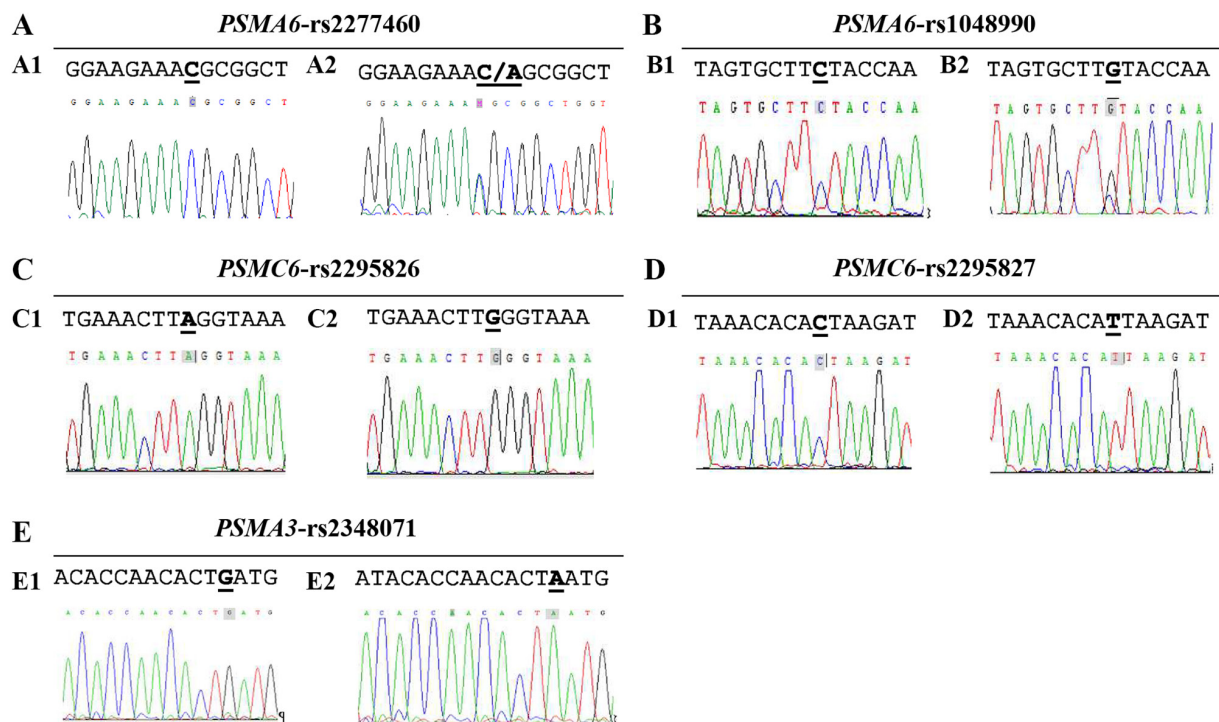 A PSMA6-rs2277460
A1 GGAAGAAACGCGGCT
G G A A G A A A C G C G G C T
A2 GGAAGAAAC/AGCGGCT
G G A A G A A A M G C G G C T G G T
B PSMA6-rs1048990
B1 TAGTGCTTCTACCAA
T A G T G C T T C T A C C A A
B2 TAGTGCTTGTACCAA
T A G T G C T T G T A C C A A
C PSMC6-rs2295826
C1 TGAAACTTAGGTAAA
T G A A A C T T A G G T A A A
C2 TGAAACTTGGGTAAA
T G A A A C T T G G G T A A A
D PSMC6-rs2295827
D1 TAAACACACTAAGAT
T A A A C A C A C T A A G A T
D2 TAAACACATTAAGAT
T A A A C A C A T T A A G A T
E PSMA3-rs2348071
E1 ACACCAACACTGATG
A C A C C A A C A C T G A T G
E2 ATACACCAACACTAATG
A C A C C A A C A C T A A T G